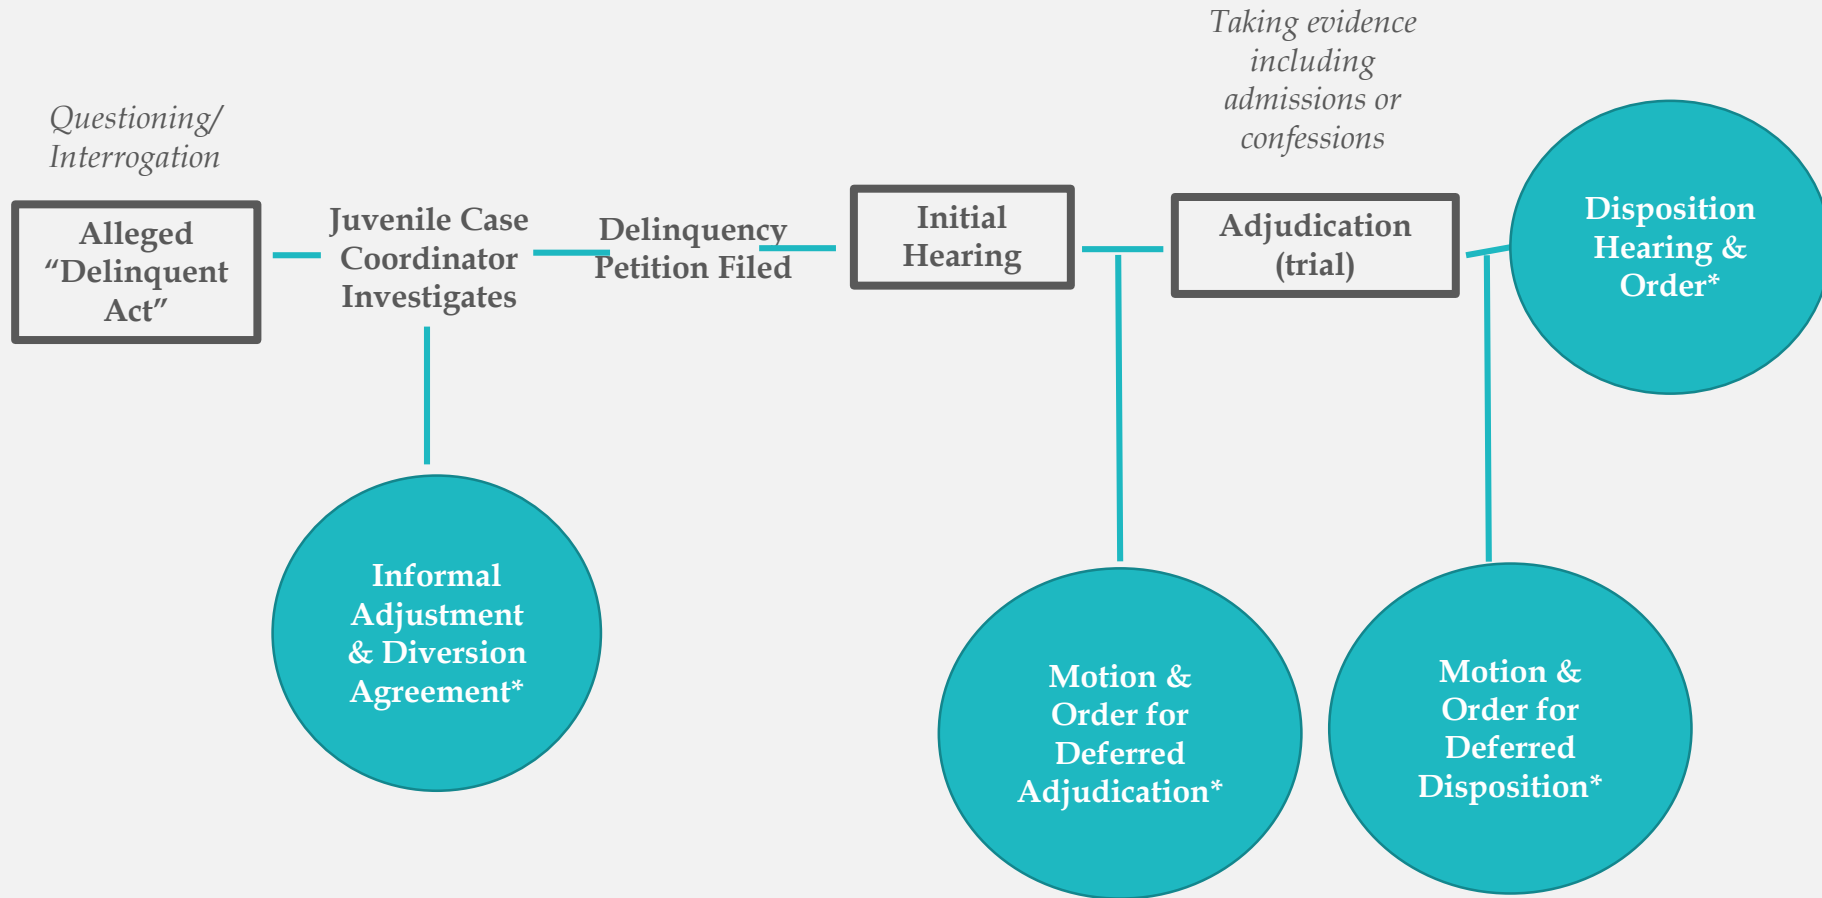 Questioning/
Interrogation
Alleged
“Delinquent
Act”
Juvenile Case
Coordinator
Investigates
Delinquency
Petition Filed
Initial
Hearing
Taking evidence
including
admissions or
confessions
Adjudication
(trial)
Disposition
Hearing &
Order*
Informal
Adjustment
& Diversion
Agreement*
Motion &
Order for
Deferred
Adjudication*
Motion &
Order for
Deferred
Disposition*